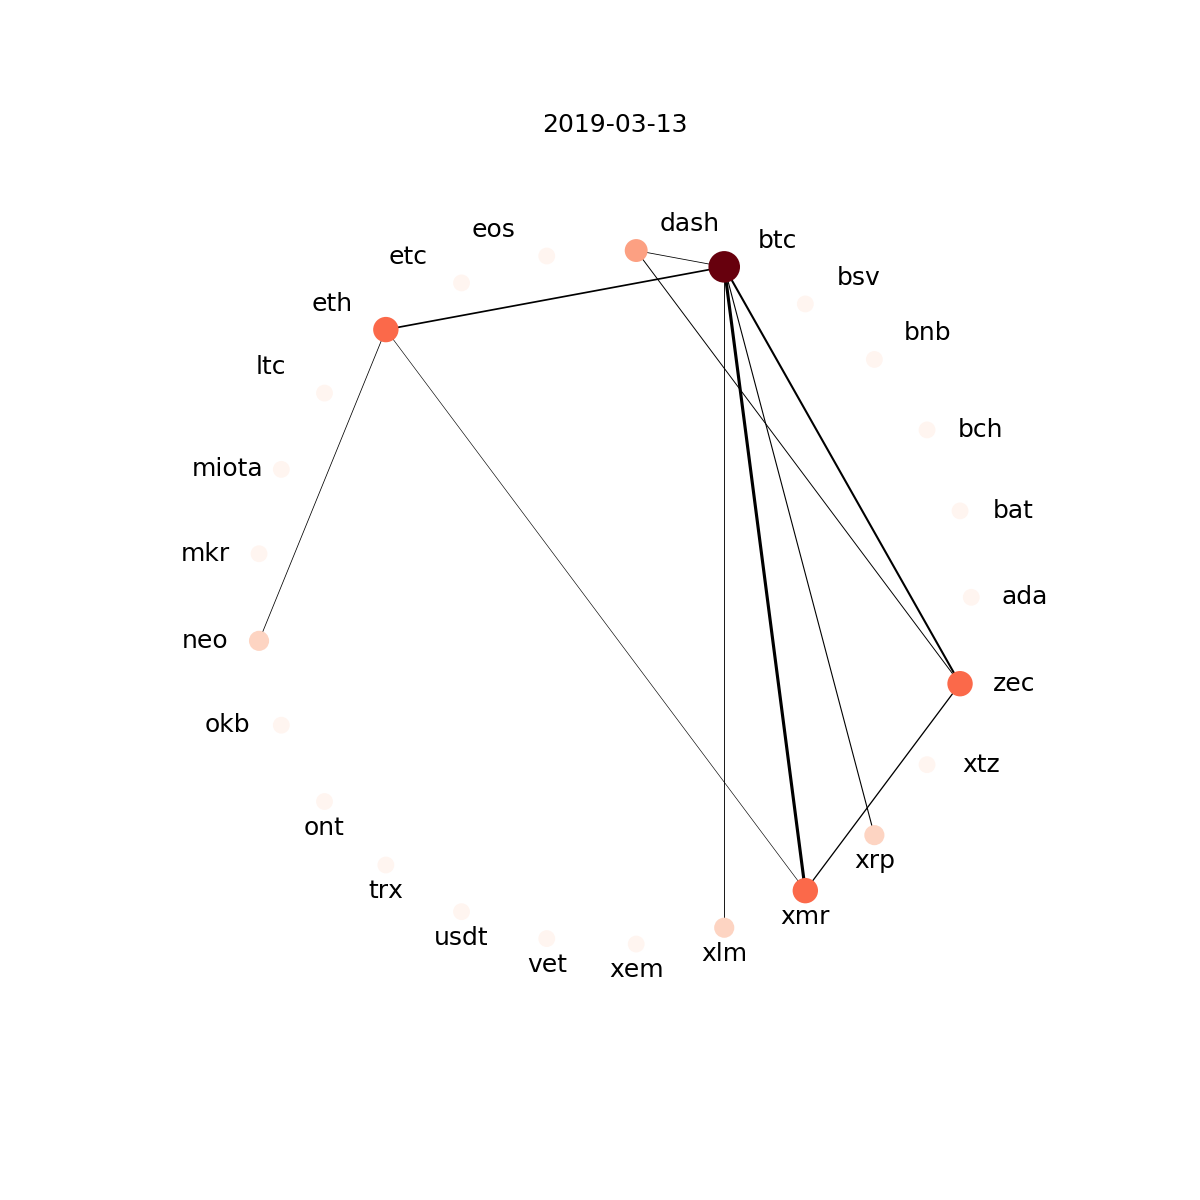 2019-03-13
dash
eos
btc
etc
bsv
eth
bnb
ltc
bch
miota
bat
mkr
ada
neo
zec
okb
xtz
ont
xrp
trx
xmr
usdt
xlm
vet
xem